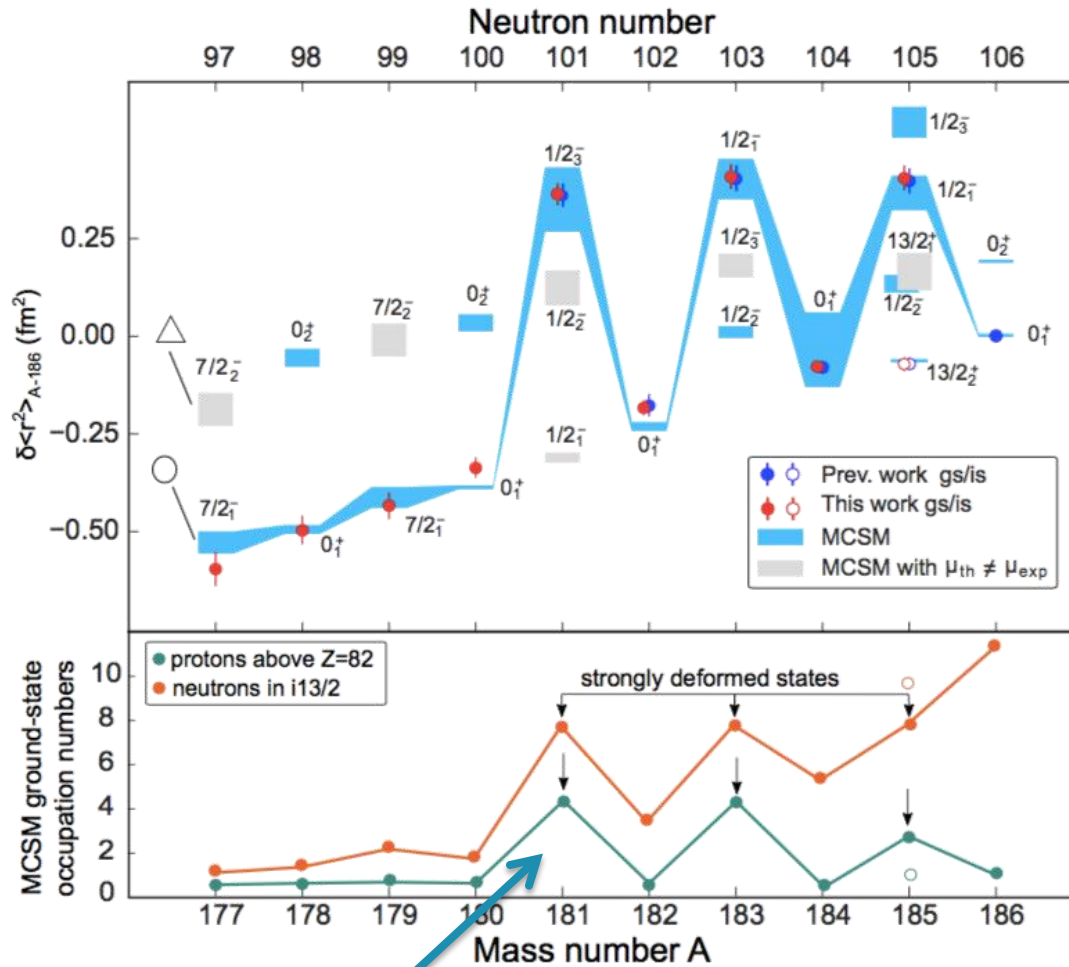 Neutron number
97 98 99 100 101 102 103 104 105 106
δ<r²>A-186 (fm²)
0.25
0.00
−0.25
−0.50
7/2₂⁻
7/2₁⁻
0₂⁺
0₁⁺
7/2₂⁻
7/2₁⁻
0₂⁺
0₁⁺
1/2₃⁻
1/2₂⁻
1/2₁⁻
0₁⁺
1/2₁⁻
1/2₃⁻
1/2₂⁻
0₁⁺
1/2₃⁻
1/2₁⁻
13/2₁⁺
1/2₂⁻
13/2₂⁺
0₂⁺
0₁⁺
Prev. work gs/is
This work gs/is
MCSM
MCSM with μth ≠ μexp
MCSM ground-state
occupation numbers
10
8
6
4
2
0
protons above Z=82
neutrons in i13/2
strongly deformed states
177 178 179 180 181 182 183 184 185 186
Mass number A